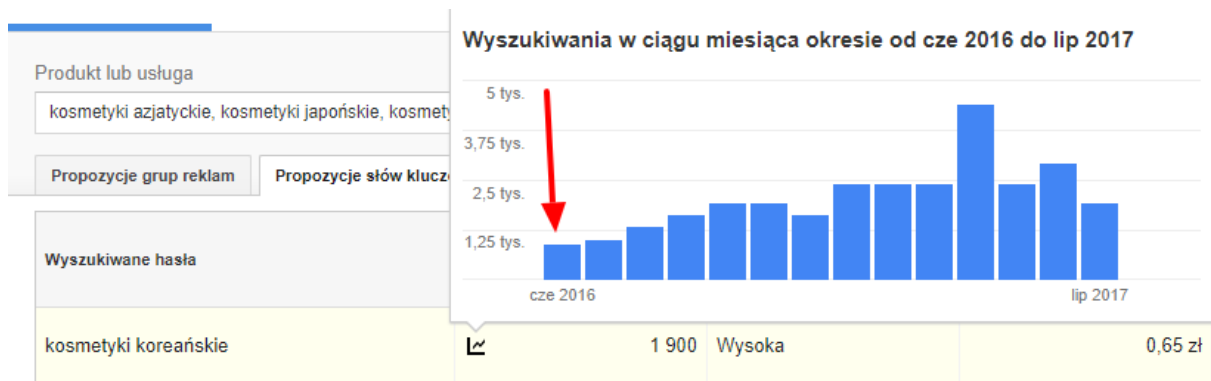 Wyszukiwania w ciągu miesiąca okresie od cze 2016 do lip 2017
Produkt lub usługa
kosmetyki azjatyckie, kosmetyki japońskie,
Propozycje grup reklam
Propozycje słów
5 tys.
3,75 tys.
2,5 tys.
1,25 tys.
cze 2016
lip 2017
Wyszukiwane hasła
kosmetyki koreańskie
1 900
Wysoka
0,65 zł